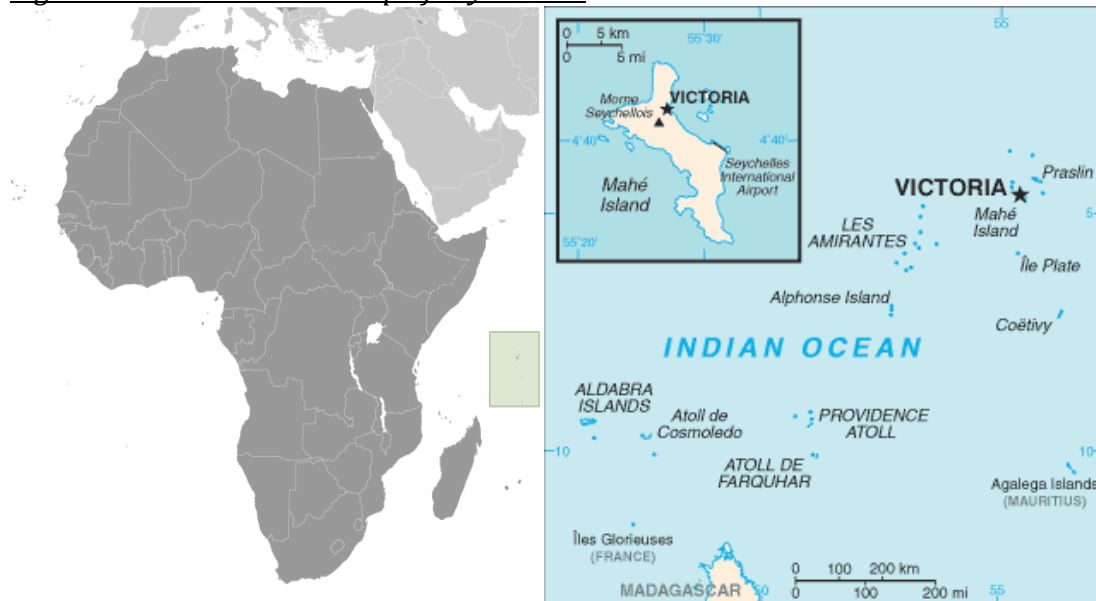 0 5 km
0 5 mi
55°30'
Morne
Seychellois
VICTORIA
4°40'
4°40'
Seychelles
International
Airport
Mahé
Island
55°20'
55
Praslin
VICTORIA
Mahé
Island
5
LES
AMIRANTES
Île Plate
Alphonse Island
Coëtivy
INDIAN OCEAN
ALDABRA
ISLANDS
Atoll de
Cosmoledo
PROVIDENCE
ATOLL
10
10
ATOLL DE
FARQUHAR
Agalega Islands
(MAURITIUS)
Îles Glorieuses
(FRANCE)
0 100 200 km
0 100 200 mi
MADAGASCAR
50
55